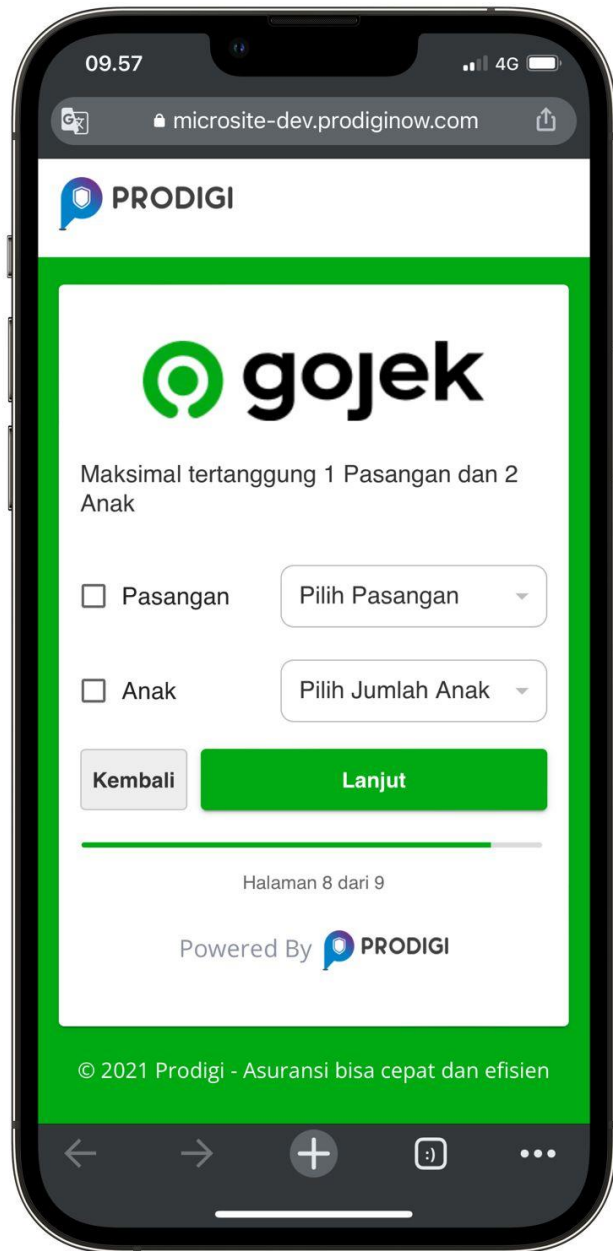 09.57
4G
microsite-dev.prodiginow.com
PRODIGI
gojek
Maksimal tertanggung 1 Pasangan dan 2
Anak
Pasangan
Pilih Pasangan
Anak
Pilih Jumlah Anak
Kembali
Lanjut
Halaman 8 dari 9
Powered By PRODIGI
© 2021 Prodigi - Asuransi bisa cepat dan efisien
:)